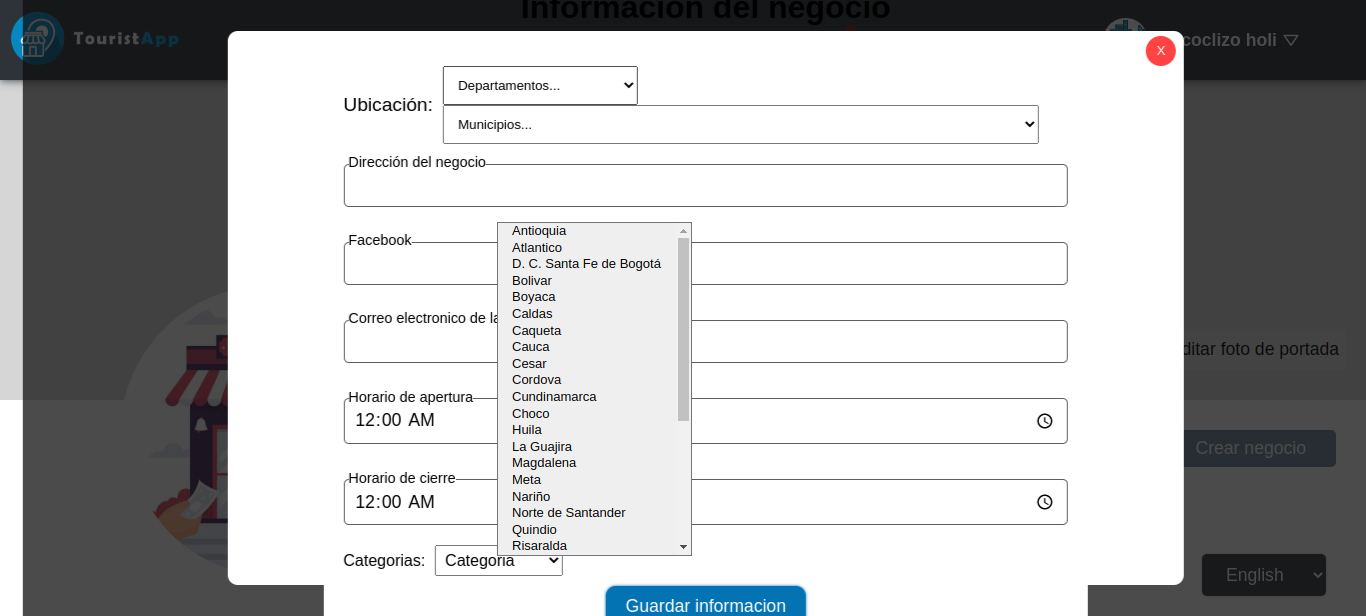 Información del negocio
TouristApp
coclizo holi
X
Ubicación:
Departamentos...
Municipios...
Dirección del negocio
Facebook
Correo electronico de la
Horario de apertura
12:00 AM
Horario de cierre
12:00 AM
Categorias:
Categoria
Antioquia
Atlantico
D. C. Santa Fe de Bogotá
Bolivar
Boyaca
Caldas
Caqueta
Cauca
Cesar
Cordova
Cundinamarca
Choco
Huila
La Guajira
Magdalena
Meta
Nariño
Norte de Santander
Quindio
Risaralda
ditar foto de portada
Crear negocio
English
Guardar informacion